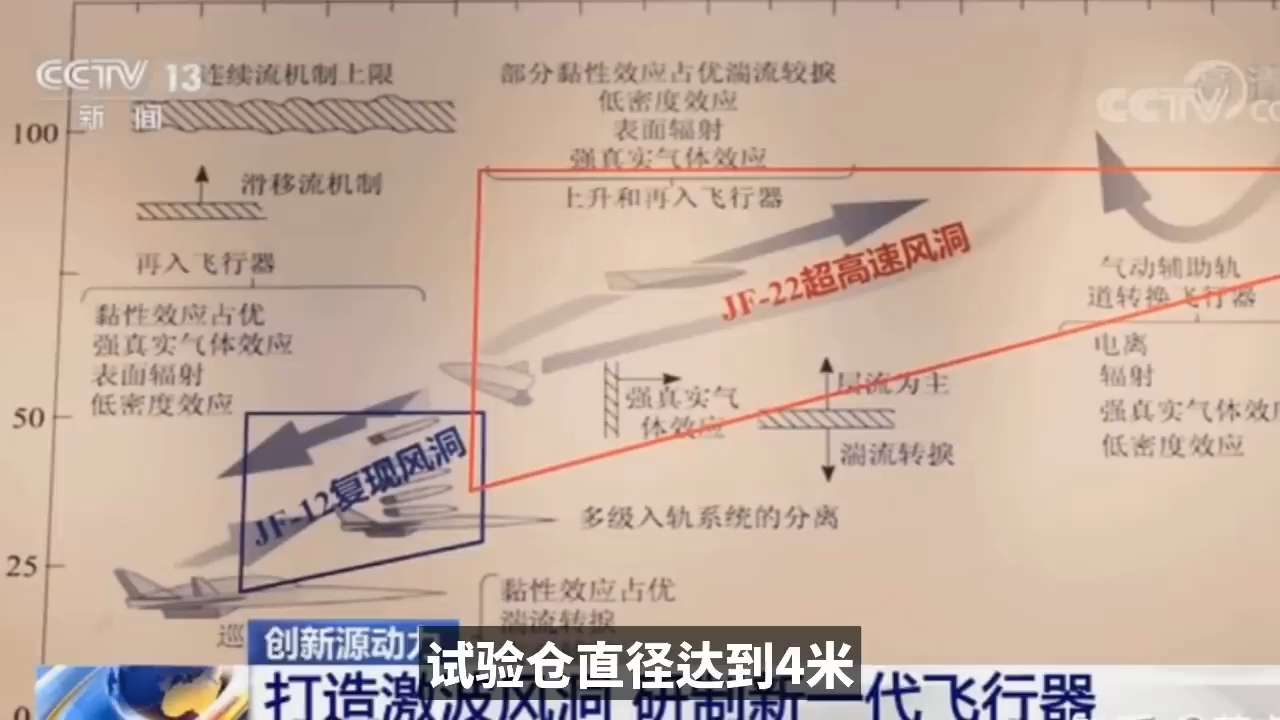 CCTV 13
新 闻
连续流机制上限
部分黏性效应占优湍流较捩
低密度效应
表面辐射
强真实气体效应
CCTV
高清
100
滑移流机制
上升和再入飞行器
再入飞行器
JF-22超高速风洞
气动辅助轨
道转换飞行器
黏性效应占优
强真实气体效应
表面辐射
低密度效应
电离
辐射
强真实气体效应
低密度效应
强真实气
体效应
层流为主
湍流转捩
50
JF-12复现风洞
多级入轨系统的分离
25
黏性效应占优
湍流转捩
巡
0
创新源动力
试验仓直径达到4米
打造激波风洞 研制新一代飞行器